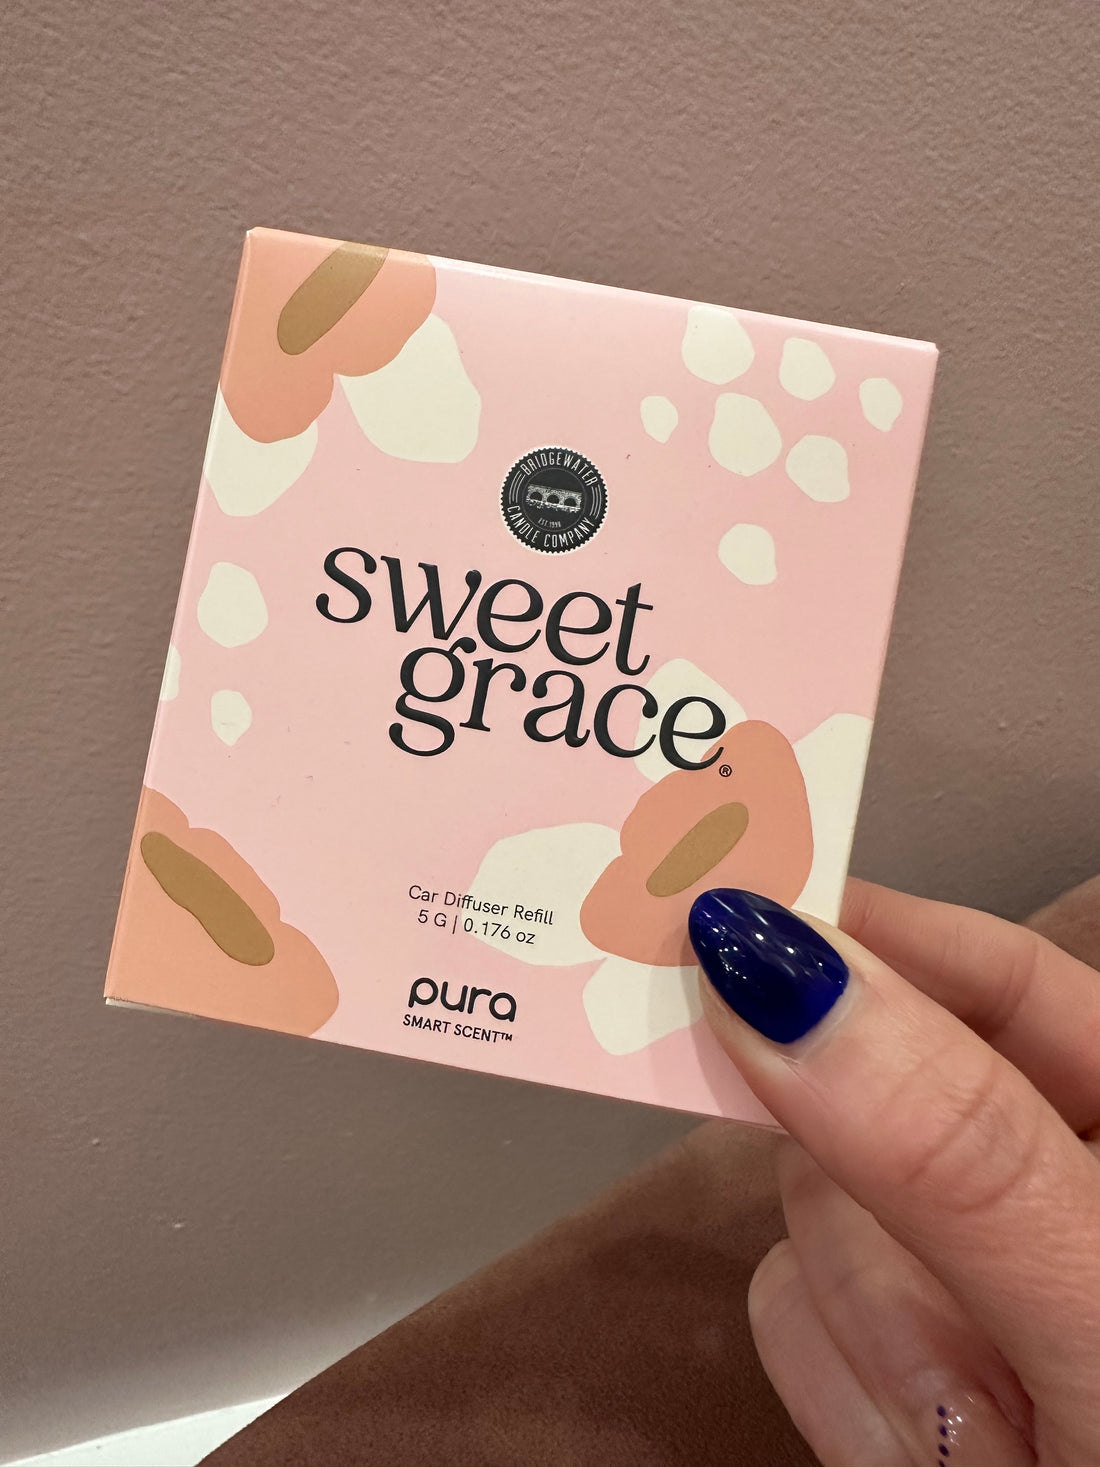 BRIDGEWATER
EST. 1998
CANDLE COMPANY
sweet
grace®
Car Diffuser Refill
5 G | 0.176 oz
pura
SMART SCENT™